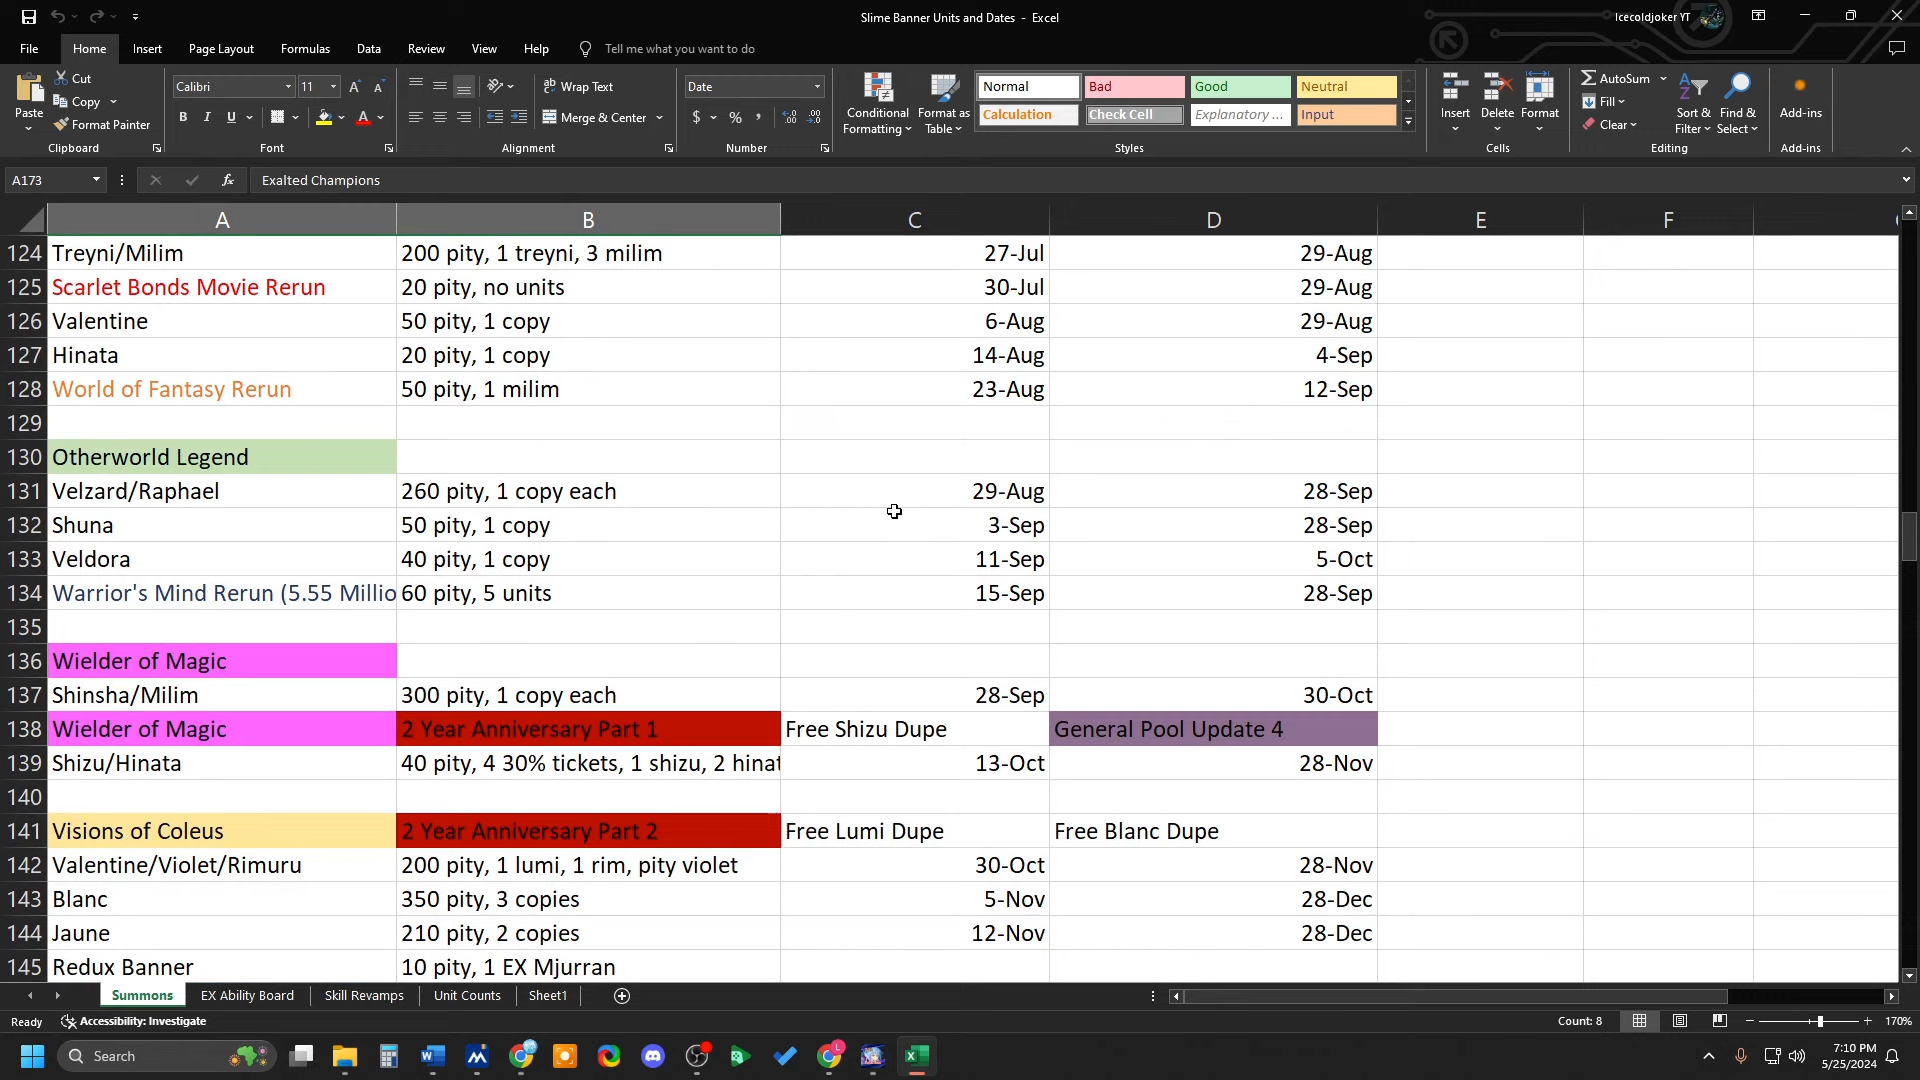 Slime Banner Units and Dates - Excel
Icecoldjoker YT
File Home Insert Page Layout Formulas Data Review View Help Tell me what you want to do
Paste Cut Copy Format Painter Clipboard
Calibri 11 B I U A A Font
Wrap Text Merge & Center Alignment
Date $ % , Number
Conditional Formatting Format as Table
Normal Bad Good Neutral
Calculation Check Cell Explanatory ... Input
Styles
Insert Delete Format Cells
AutoSum Fill Clear Sort & Filter Find & Select Editing
Add-ins Add-ins
A173 fx Exalted Champions
A B C D E F
124 Treyni/Milim 200 pity, 1 treyni, 3 milim 27-Jul 29-Aug
125 Scarlet Bonds Movie Rerun 20 pity, no units 30-Jul 29-Aug
126 Valentine 50 pity, 1 copy 6-Aug 29-Aug
127 Hinata 20 pity, 1 copy 14-Aug 4-Sep
128 World of Fantasy Rerun 50 pity, 1 milim 23-Aug 12-Sep
129
130 Otherworld Legend
131 Velzard/Raphael 260 pity, 1 copy each 29-Aug 28-Sep
132 Shuna 50 pity, 1 copy 3-Sep 28-Sep
133 Veldora 40 pity, 1 copy 11-Sep 5-Oct
134 Warrior's Mind Rerun (5.55 Millio 60 pity, 5 units 15-Sep 28-Sep
135
136 Wielder of Magic
137 Shinsha/Milim 300 pity, 1 copy each 28-Sep 30-Oct
138 Wielder of Magic 2 Year Anniversary Part 1 Free Shizu Dupe General Pool Update 4
139 Shizu/Hinata 40 pity, 4 30% tickets, 1 shizu, 2 hinat 13-Oct 28-Nov
140
141 Visions of Coleus 2 Year Anniversary Part 2 Free Lumi Dupe Free Blanc Dupe
142 Valentine/Violet/Rimuru 200 pity, 1 lumi, 1 rim, pity violet 30-Oct 28-Nov
143 Blanc 350 pity, 3 copies 5-Nov 28-Dec
144 Jaune 210 pity, 2 copies 12-Nov 28-Dec
145 Redux Banner 10 pity, 1 EX Mjurran
Summons EX Ability Board Skill Revamps Unit Counts Sheet1
Ready Accessibility: Investigate Count: 8 170%
Search 7:10 PM
5/25/2024